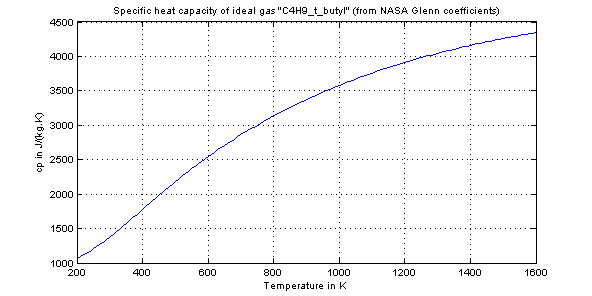 Specific heat capacity of ideal gas "C4H9_t_butyl" (from NASA Glenn coefficients)
4500
4000
3500
3000
2500
2000
1500
1000
cp in J/(kg.K)
200 400 600 800 1000 1200 1400 1600
Temperature in K